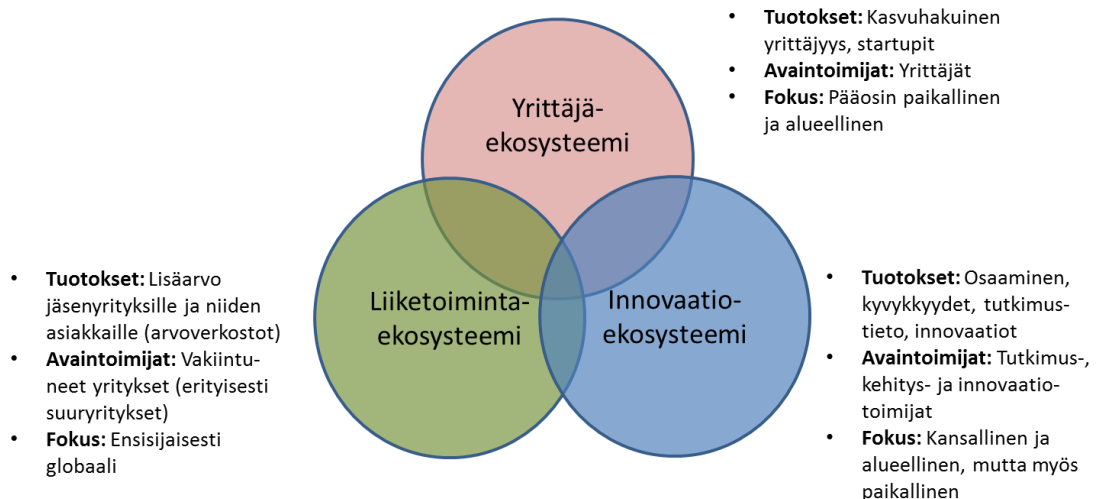 • Tuotokset: Kasvuhakuinen
yrittäjyys, startupit
• Avaintoimijat: Yrittäjät
• Fokus: Pääosin paikallinen
ja alueellinen
Yrittäjä-
ekosysteemi
• Tuotokset: Lisäarvo
jäsenyrityksille ja niiden
asiakkaille (arvoverkostot)
• Avaintoimijat: Vakiintu-
neet yritykset (erityisesti
suuryritykset)
• Fokus: Ensisijaisesti
globaali
Liiketoiminta-
ekosysteemi
Innovaatio-
ekosysteemi
• Tuotokset: Osaaminen,
kyvykkyydet, tutkimus-
tieto, innovaatiot
• Avaintoimijat: Tutkimus-,
kehitys- ja innovaatio-
toimijat
• Fokus: Kansallinen ja
alueellinen, mutta myös
paikallinen